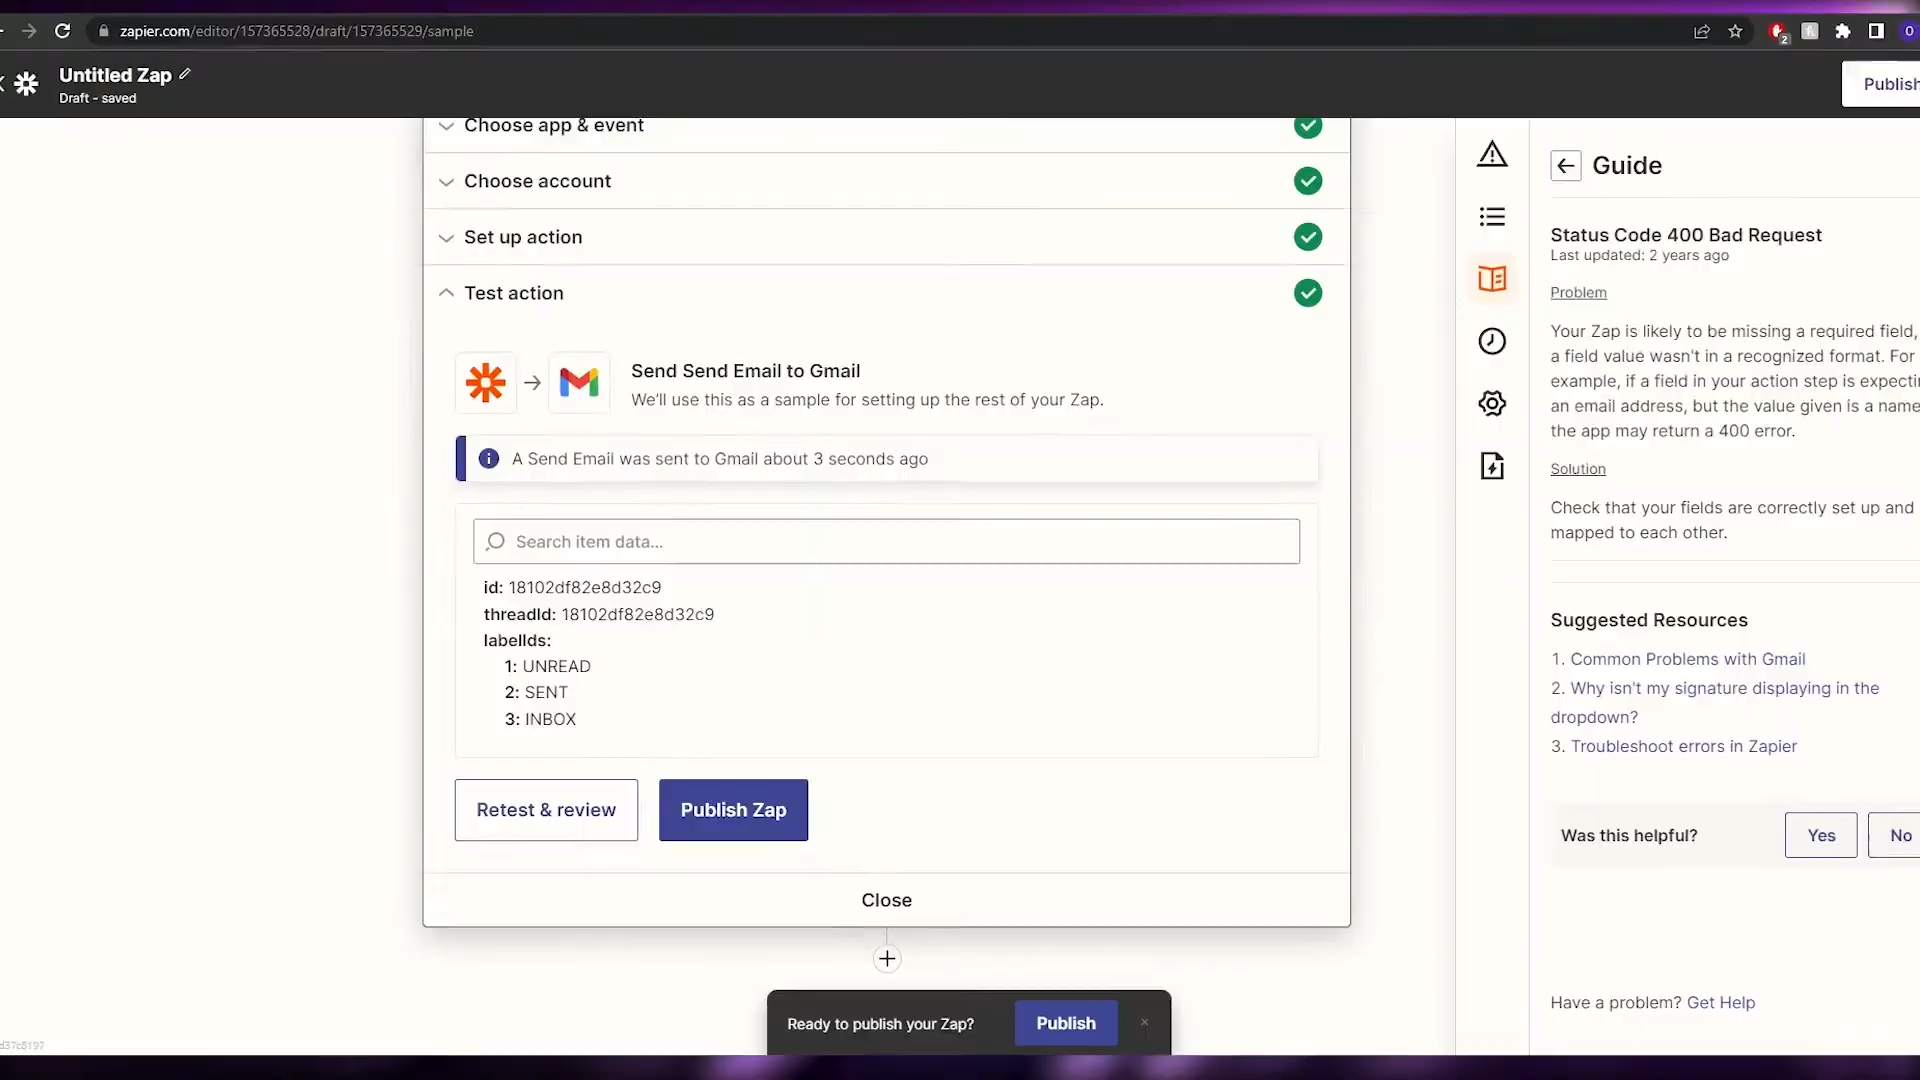 zapier.com/editor/157365528/draft/157365529/sample
2
O
Untitled Zap
Draft - saved
Publish
Choose app & event
Choose account
Set up action
Test action
Send Send Email to Gmail
We'll use this as a sample for setting up the rest of your Zap.
A Send Email was sent to Gmail about 3 seconds ago
Search item data...
id: 18102df82e8d32c9
threadId: 18102df82e8d32c9
labelIds:
1: UNREAD
2: SENT
3: INBOX
Retest & review
Publish Zap
Close
Ready to publish your Zap?
Publish
Guide
Status Code 400 Bad Request
Last updated: 2 years ago
Problem
Your Zap is likely to be missing a required field,
a field value wasn't in a recognized format. For
example, if a field in your action step is expectin
an email address, but the value given is a name
the app may return a 400 error.
Solution
Check that your fields are correctly set up and
mapped to each other.
Suggested Resources
1. Common Problems with Gmail
2. Why isn't my signature displaying in the
dropdown?
3. Troubleshoot errors in Zapier
Was this helpful?
Yes
No
Have a problem? Get Help
d37c8197